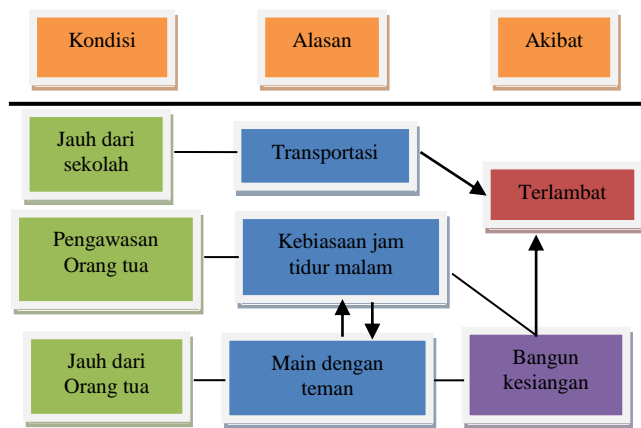 Kondisi
Alasan
Akibat
Jauh dari
sekolah
Transportasi
Terlambat
Pengawasan
Orang tua
Kebiasaan jam
tidur malam
Jauh dari
Orang tua
Main dengan
teman
Bangun
kesiangan